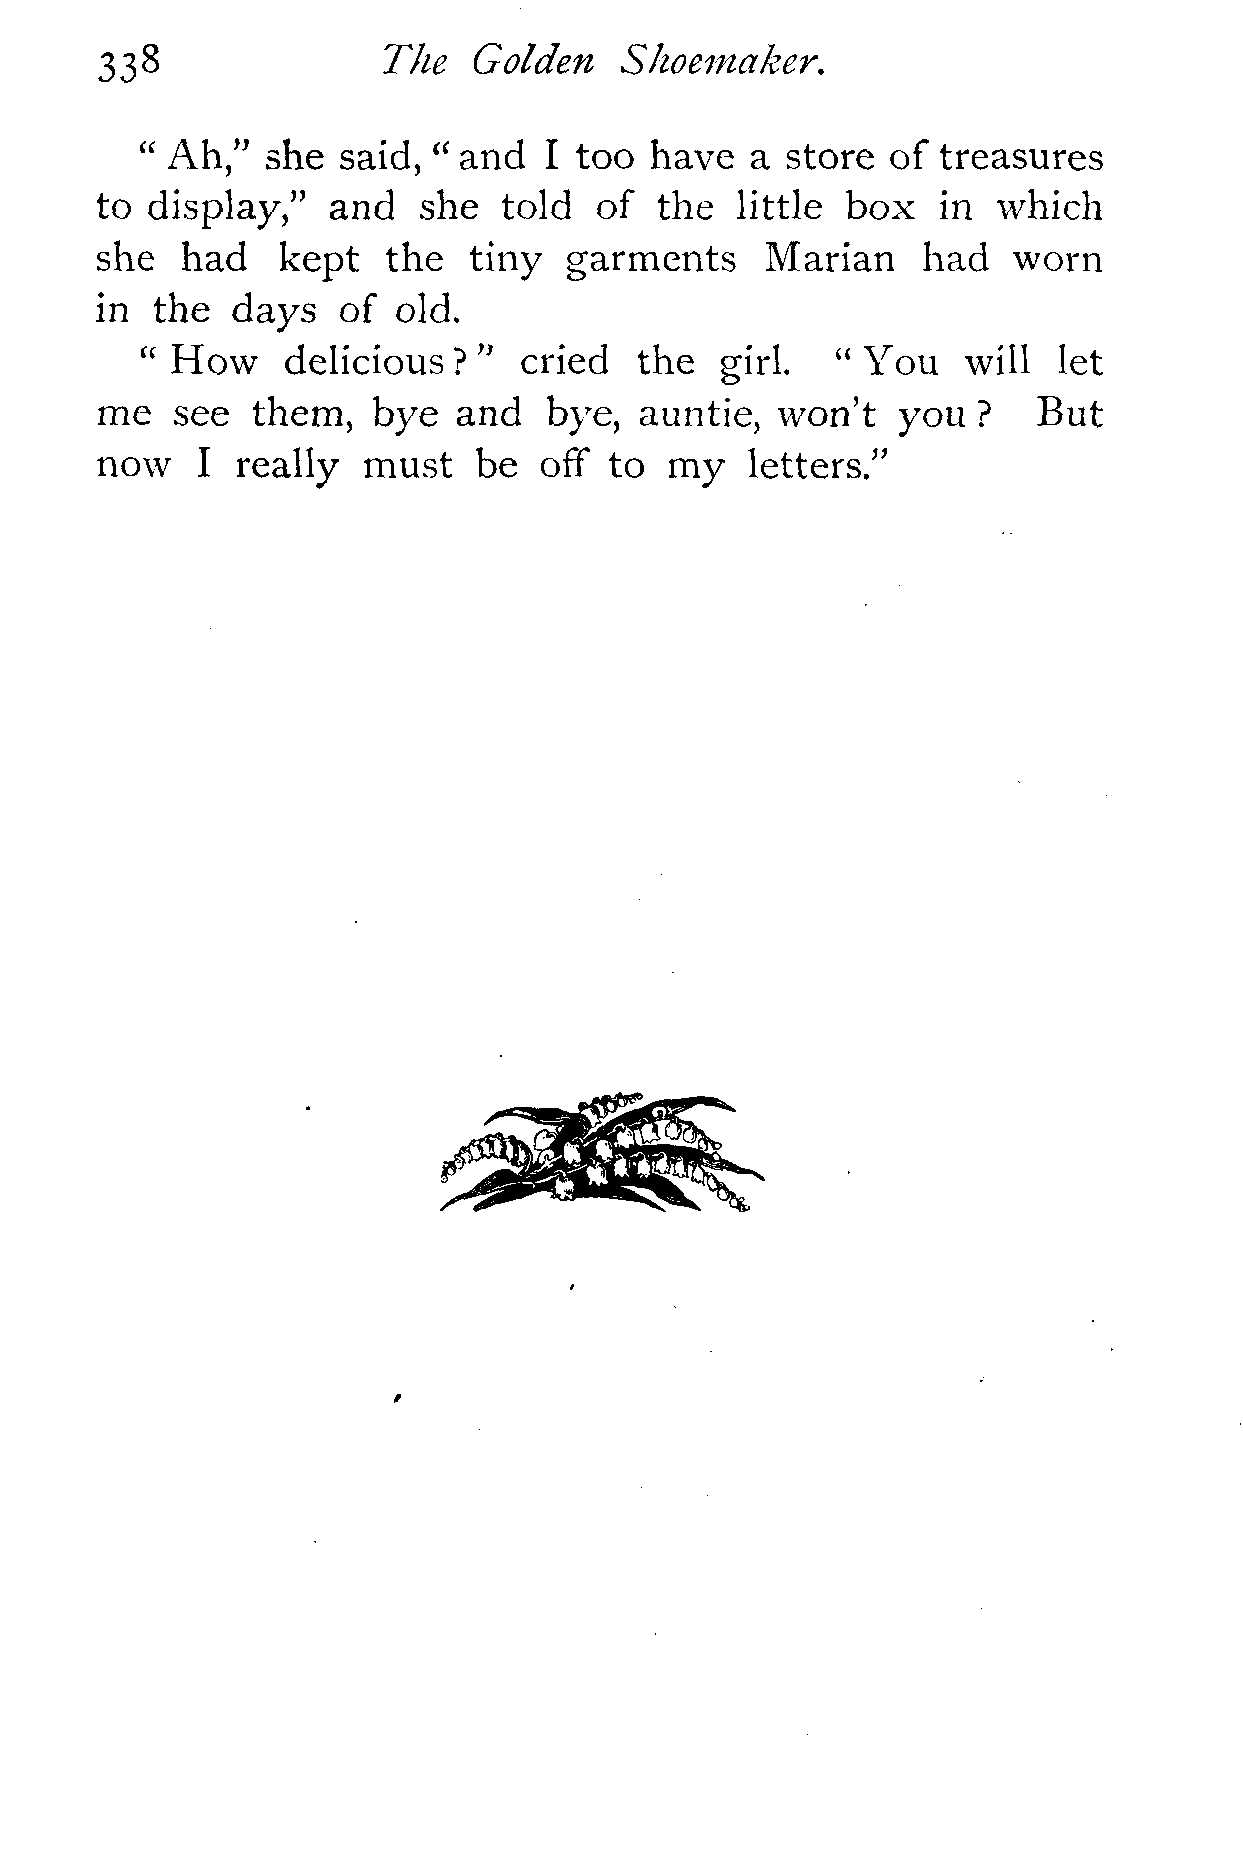 338 The Golden Shoemaker.
“ Ah,” she said, “ and I too have a store of treasures
to display,” and she told of the little box in which
she had kept the tiny garments Marian had worn
in the days of old.
“ How delicious ? ” cried the girl. “ You will let
me see them, bye and bye, auntie, won’t you ? But
now I really must be off to my letters.”